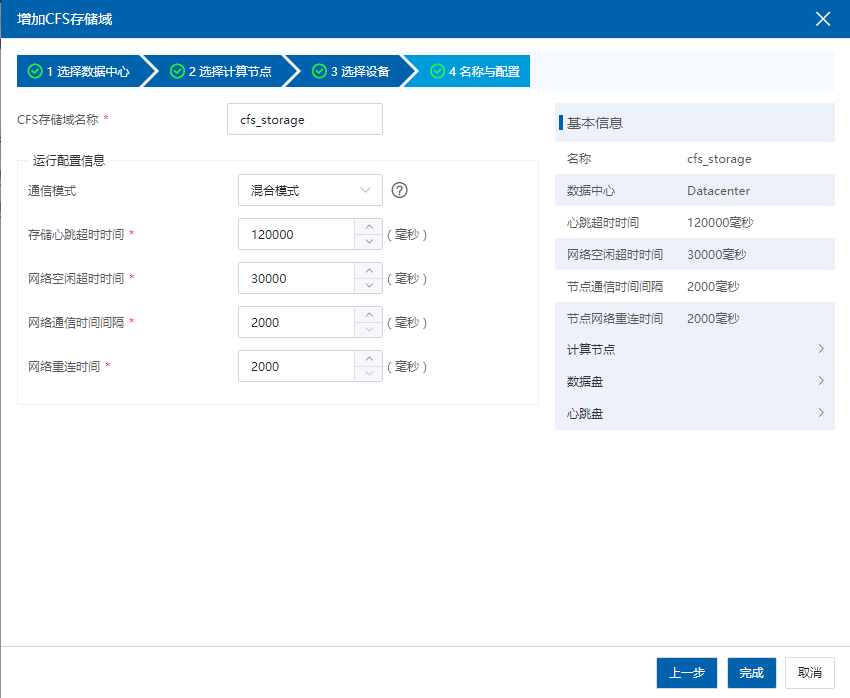 增加CFS存储域
1 选择数据中心
2 选择计算节点
3 选择设备
4 名称与配置
CFS存储域名称 *
cfs_storage
运行配置信息
通信模式
混合模式
?
存储心跳超时时间 *
120000
( 毫秒 )
网络空闲超时时间 *
30000
( 毫秒 )
网络通信时间间隔 *
2000
( 毫秒 )
网络重连时间 *
2000
( 毫秒 )
基本信息
名称 cfs_storage
数据中心 Datacenter
心跳超时时间 120000毫秒
网络空闲超时时间 30000毫秒
节点通信时间间隔 2000毫秒
节点网络重连时间 2000毫秒
计算节点
数据盘
心跳盘
上一步
完成
取消